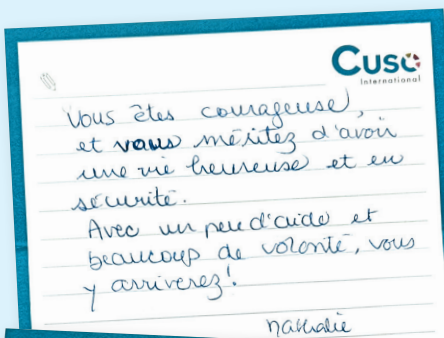 Cuso
International
Vous êtes courageuse,
et vous méritez d'avoir
une vie heureuse et en
sécurité.
Avec un peu d'aide et
beaucoup de volonté, vous
y arriverez!
Nathalie